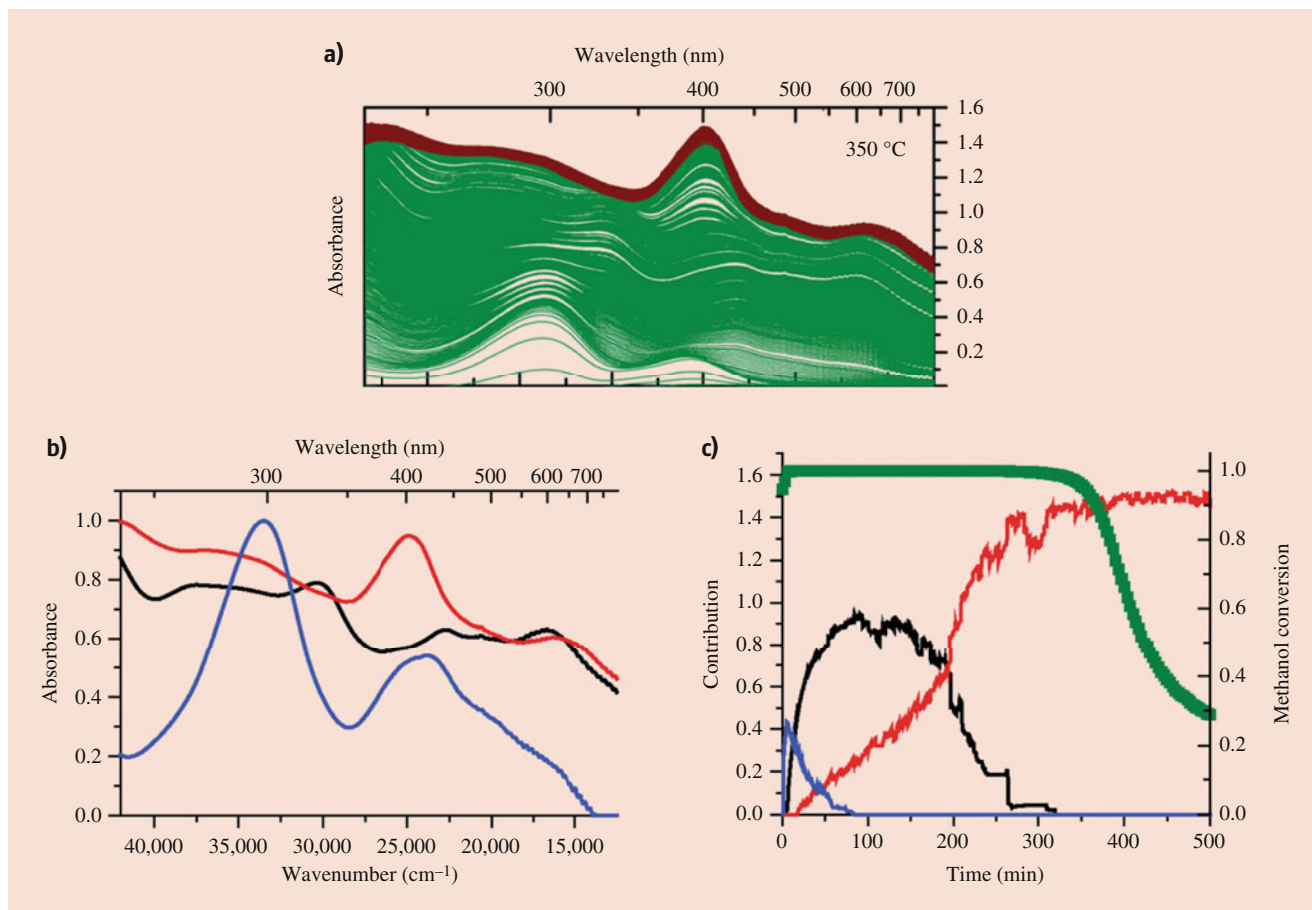 a)
Wavelength (nm)
300 400 500 600 700
350 °C
Absorbance
1.6
1.4
1.2
1.0
0.8
0.6
0.4
0.2
b)
Wavelength (nm)
300 400 500 600 700
Absorbance
1.0
0.8
0.6
0.4
0.2
0.0
40,000 35,000 30,000 25,000 20,000 15,000
Wavenumber (cm–1)
c)
Contribution
1.6
1.4
1.2
1.0
0.8
0.6
0.4
0.2
0.0
Methanol conversion
1.0
0.8
0.6
0.4
0.2
0.0
0 100 200 300 400 500
Time (min)